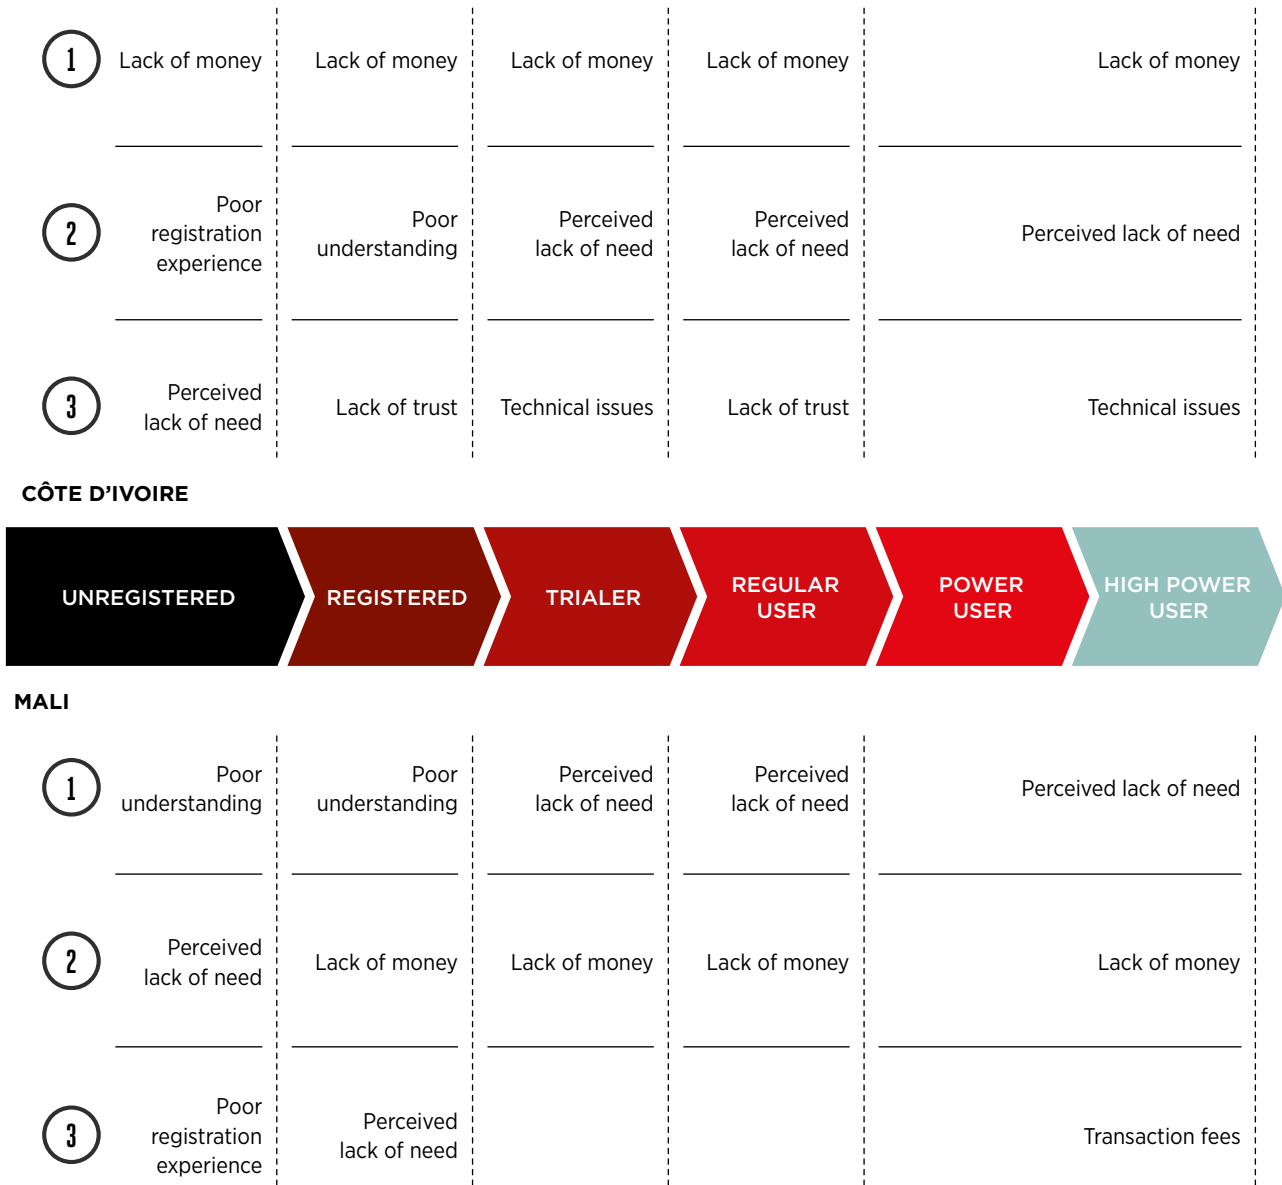 1
Lack of money
Lack of money
Lack of money
Lack of money
Lack of money
2
Poor
registration
experience
Poor
understanding
Perceived
lack of need
Perceived
lack of need
Perceived lack of need
3
Perceived
lack of need
Lack of trust
Technical issues
Lack of trust
Technical issues
CÔTE D’IVOIRE
UNREGISTERED
REGISTERED
TRIALER
REGULAR
USER
POWER
USER
HIGH POWER
USER
MALI
1
Poor
understanding
Poor
understanding
Perceived
lack of need
Perceived
lack of need
Perceived lack of need
2
Perceived
lack of need
Lack of money
Lack of money
Lack of money
Lack of money
3
Poor
registration
experience
Perceived
lack of need
Transaction fees